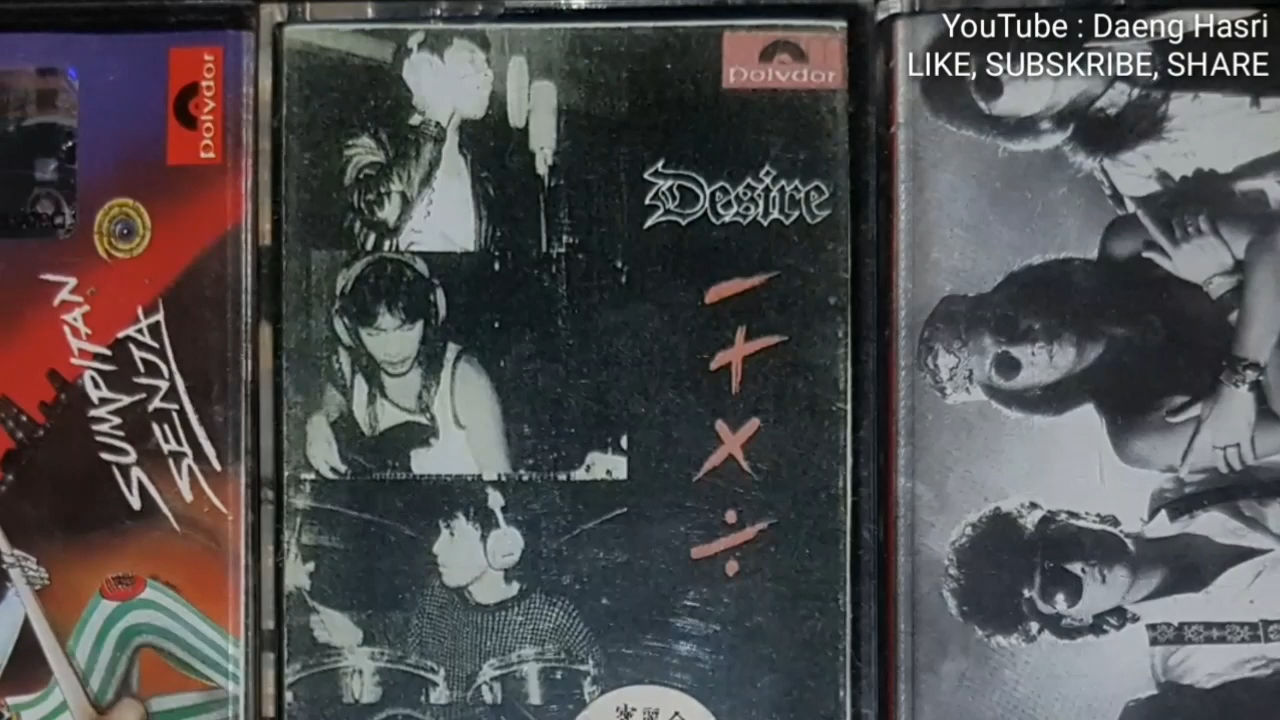 YouTube : Daeng Hasri
LIKE, SUBSKRIBE, SHARE
polydor
SUMPITAN
SENJA
polydor
Desire
− + × ÷